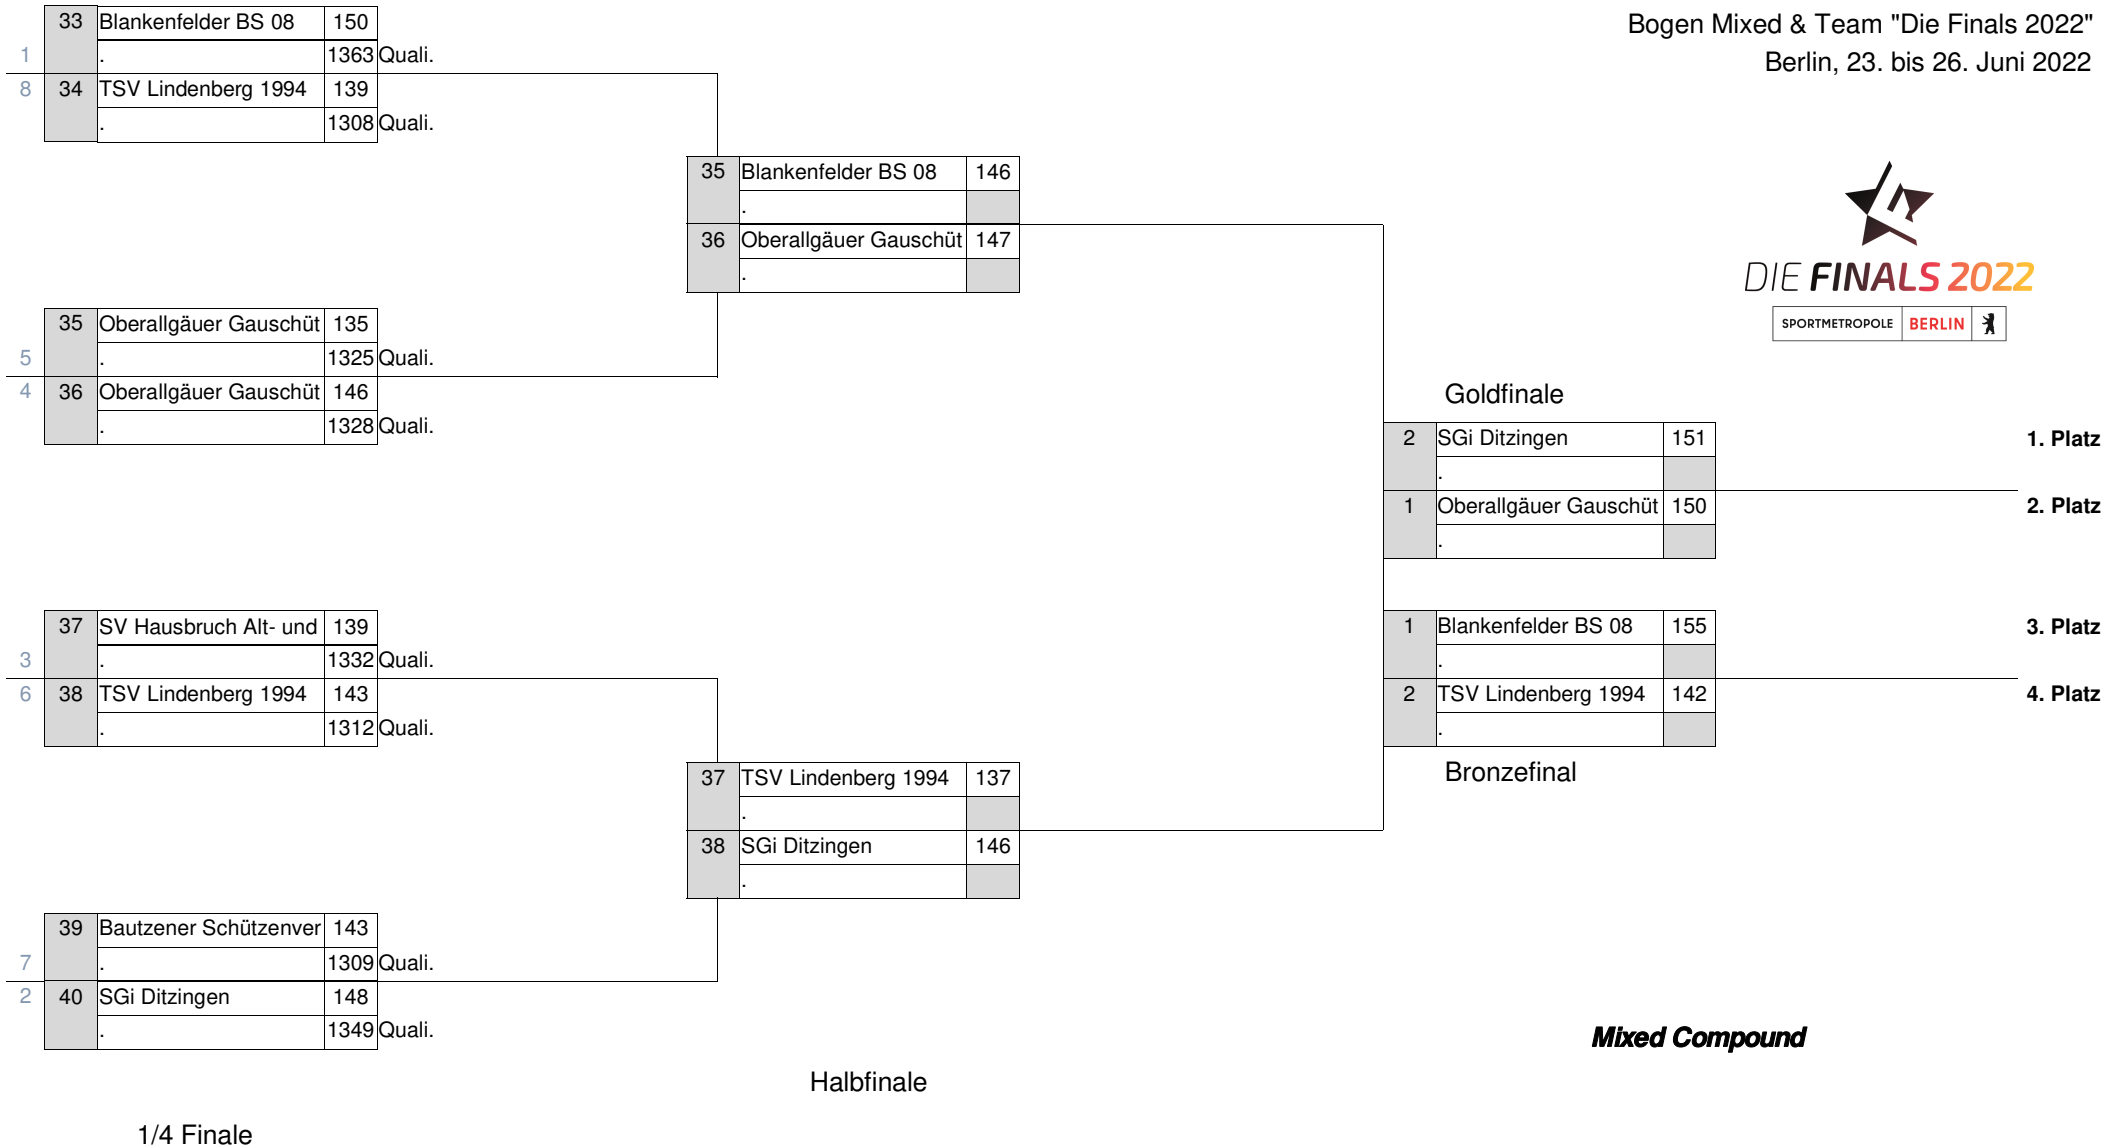 Bogen Mixed & Team "Die Finals 2022"
Berlin, 23. bis 26. Juni 2022
DIE FINALS 2022
SPORTMETROPOLE BERLIN
33 Blankenfelder BS 08 150
1 . 1363 Quali.
8 34 TSV Lindenberg 1994 139
. 1308 Quali.
35 Oberallgäuer Gauschüt 135
5 . 1325 Quali.
4 36 Oberallgäuer Gauschüt 146
. 1328 Quali.
37 SV Hausbruch Alt- und 139
3 . 1332 Quali.
6 38 TSV Lindenberg 1994 143
. 1312 Quali.
39 Bautzener Schützenver 143
7 . 1309 Quali.
2 40 SGi Ditzingen 148
. 1349 Quali.
1/4 Finale
35 Blankenfelder BS 08 146
.
36 Oberallgäuer Gauschüt 147
.
37 TSV Lindenberg 1994 137
.
38 SGi Ditzingen 146
.
Halbfinale
Goldfinale
2 SGi Ditzingen 151 1. Platz
.
1 Oberallgäuer Gauschüt 150 2. Platz
.
1 Blankenfelder BS 08 155 3. Platz
.
2 TSV Lindenberg 1994 142 4. Platz
.
Bronzefinal
Mixed Compound